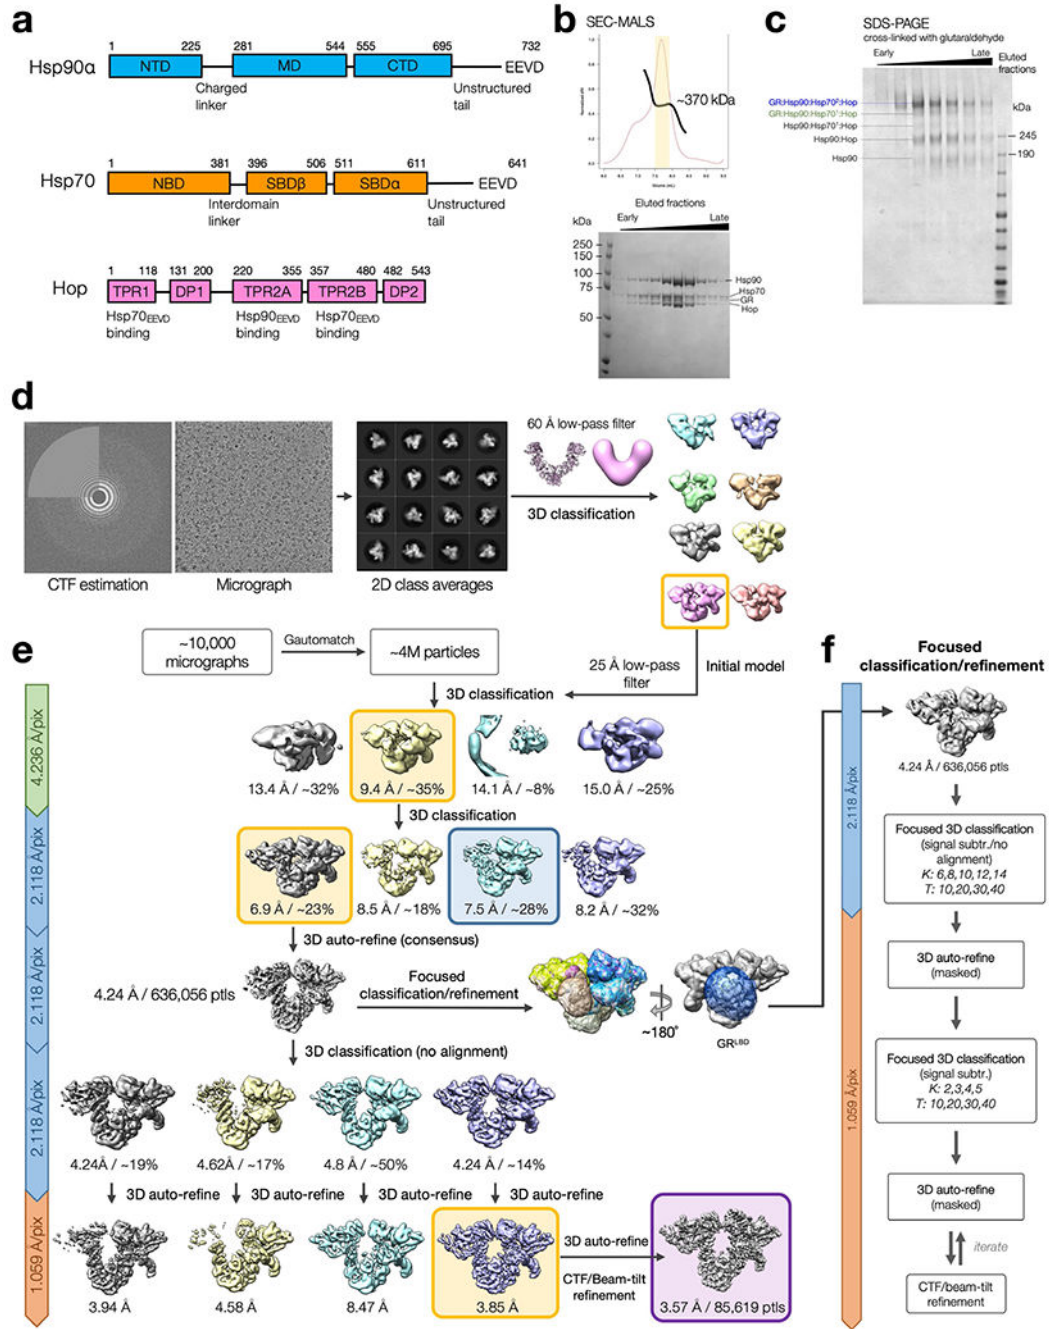 a
Hsp90α
1
225
281
544
555
695
732
NTD
MD
CTD
EEVD
Charged
linker
Unstructured
tail
Hsp70
1
381
396
506
511
611
641
NBD
SBDβ
SBDα
EEVD
Interdomain
linker
Unstructured
tail
Hop
1
118
131
200
220
355
357
480
482
543
TPR1
DP1
TPR2A
TPR2B
DP2
Hsp70EEVD
binding
Hsp90EEVD
binding
Hsp70EEVD
binding
b
SEC-MALS
~370 kDa
Eluted fractions
kDa
Early
Late
250
150
100
75
50
Hsp90
Hsp70
GR
Hop
c
SDS-PAGE
cross-linked with glutaraldehyde
Early
Late
Eluted
fractions
kDa
GR:Hsp90:Hsp70²:Hop
GR:Hsp90:Hsp70¹:Hop
Hsp90:Hsp70¹:Hop
Hsp90:Hop
Hsp90
245
190
d
CTF estimation
Micrograph
2D class averages
60 Å low-pass filter
3D classification
Initial model
e
~10,000
micrographs
Gautomatch
~4M particles
25 Å low-pass
filter
3D classification
13.4 Å / ~32%
9.4 Å / ~35%
14.1 Å / ~8%
15.0 Å / ~25%
3D classification
6.9 Å / ~23%
8.5 Å / ~18%
7.5 Å / ~28%
8.2 Å / ~32%
3D auto-refine (consensus)
4.24 Å / 636,056 ptls
Focused
classification/refinement
~180°
GRLBD
3D classification (no alignment)
4.24Å / ~19%
4.62Å / ~17%
4.8 Å / ~50%
4.24 Å / ~14%
3D auto-refine
3D auto-refine
3D auto-refine
3D auto-refine
3.94 Å
4.58 Å
8.47 Å
3.85 Å
3D auto-refine
CTF/Beam-tilt
refinement
3.57 Å / 85,619 ptls
4.236 Å/pix
2.118 Å/pix
2.118 Å/pix
2.118 Å/pix
1.059 Å/pix
f
Focused
classification/refinement
2.118 Å/pix
1.059 Å/pix
4.24 Å / 636,056 ptls
Focused 3D classification
(signal subtr./no
alignment)
K: 6,8,10,12,14
T: 10,20,30,40
3D auto-refine
(masked)
Focused 3D classification
(signal subtr.)
K: 2,3,4,5
T: 10,20,30,40
3D auto-refine
(masked)
iterate
CTF/beam-tilt
refinement